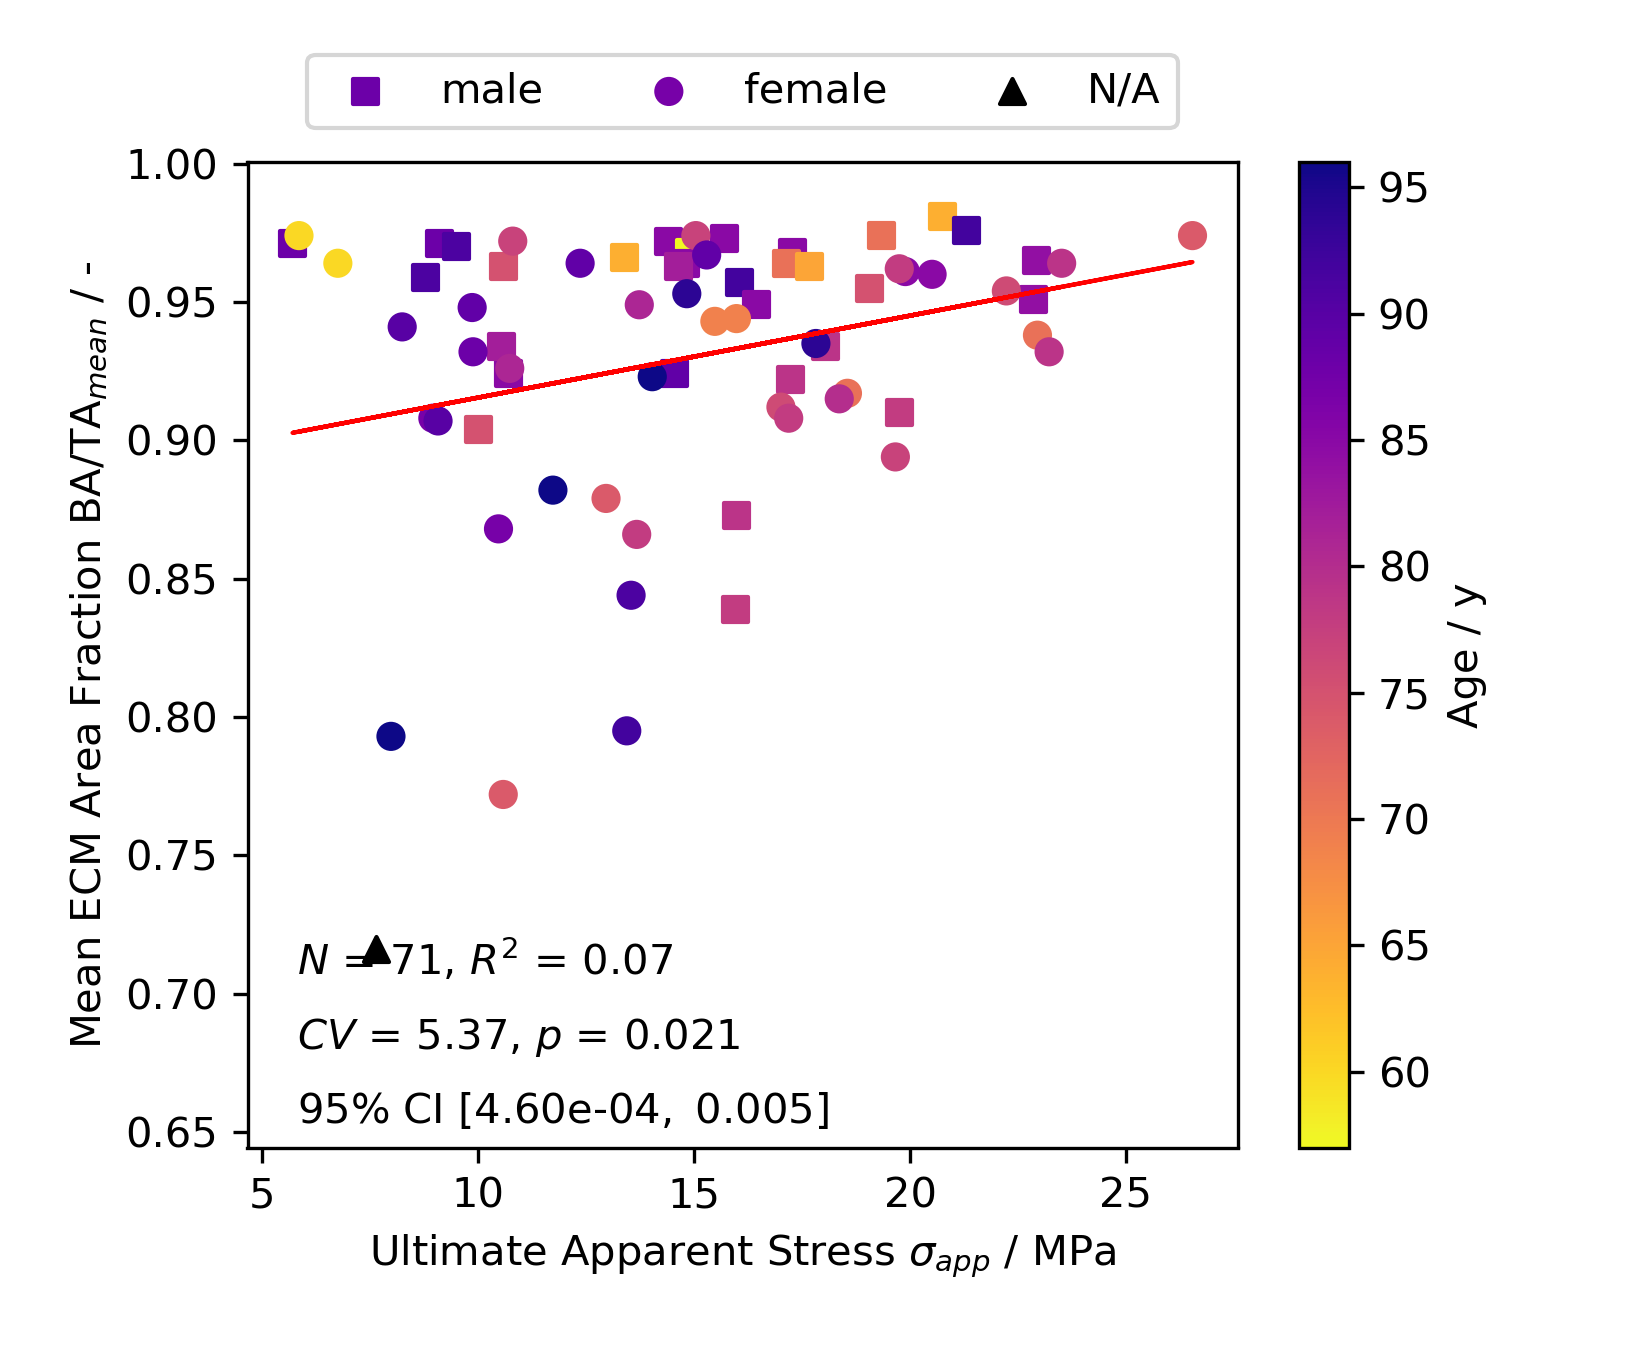 male female N/A
1.00
0.95
0.90
0.85
0.80
0.75
0.70
0.65
Mean ECM Area Fraction BA/TA_mean / -
N = 71, R² = 0.07
CV = 5.37, p = 0.021
95% CI [4.60e-04, 0.005]
5 10 15 20 25
Ultimate Apparent Stress σ_app / MPa
95
90
85
80
75
70
65
60
Age / y